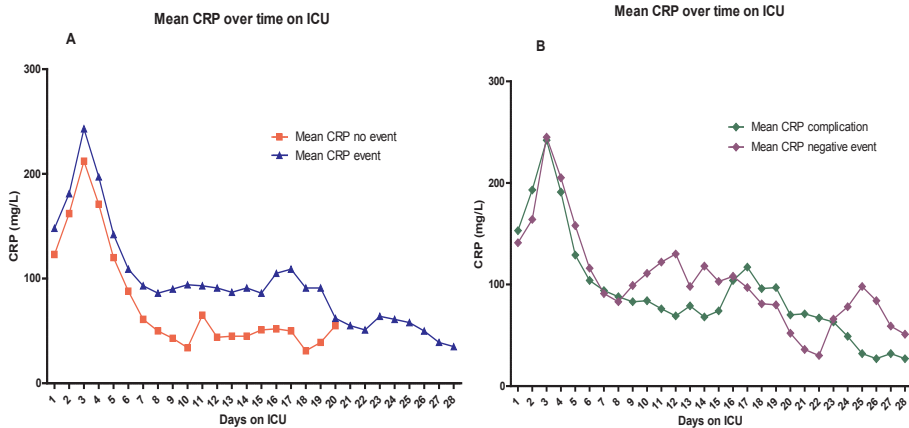 Mean CRP over time on ICU
A
300
200
100
0
CRP (mg/L)
Mean CRP no event
Mean CRP event
1 2 3 4 5 6 7 8 9 10 11 12 13 14 15 16 17 18 19 20 21 22 23 24 25 26 27 28
Days on ICU
Mean CRP over time on ICU
B
300
200
100
0
CRP (mg/L)
Mean CRP complication
Mean CRP negative event
1 2 3 4 5 6 7 8 9 10 11 12 13 14 15 16 17 18 19 20 21 22 23 24 25 26 27 28
Days on ICU